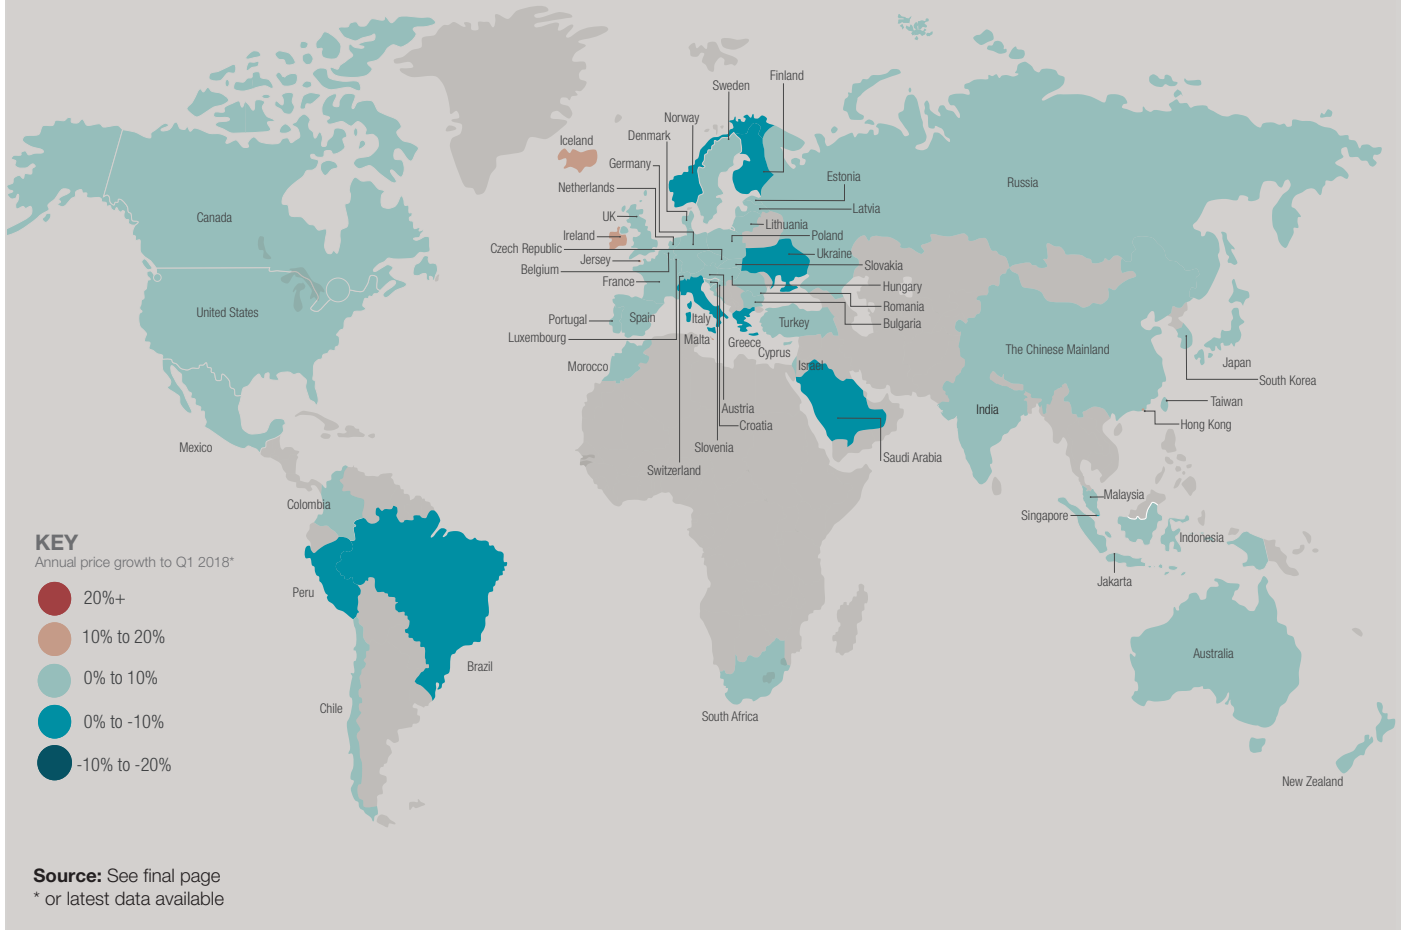 Finland
Sweden
Norway
Denmark
Iceland
Germany
Netherlands
Estonia
Russia
Canada
UK
Latvia
Lithuania
Ireland
Poland
Czech Republic
Ukraine
Jersey
Slovakia
Belgium
France
Hungary
Romania
United States
Portugal
Spain
Italy
Turkey
Bulgaria
Luxembourg
Malta
Greece
Cyprus
The Chinese Mainland
Japan
Morocco
Israel
South Korea
Austria
India
Taiwan
Croatia
Hong Kong
Mexico
Slovenia
Saudi Arabia
Switzerland
Malaysia
Colombia
Singapore
Indonesia
Jakarta
Peru
Brazil
Australia
Chile
South Africa
New Zealand
KEY
Annual price growth to Q1 2018*
20%+
10% to 20%
0% to 10%
0% to -10%
-10% to -20%
Source: See final page
* or latest data available